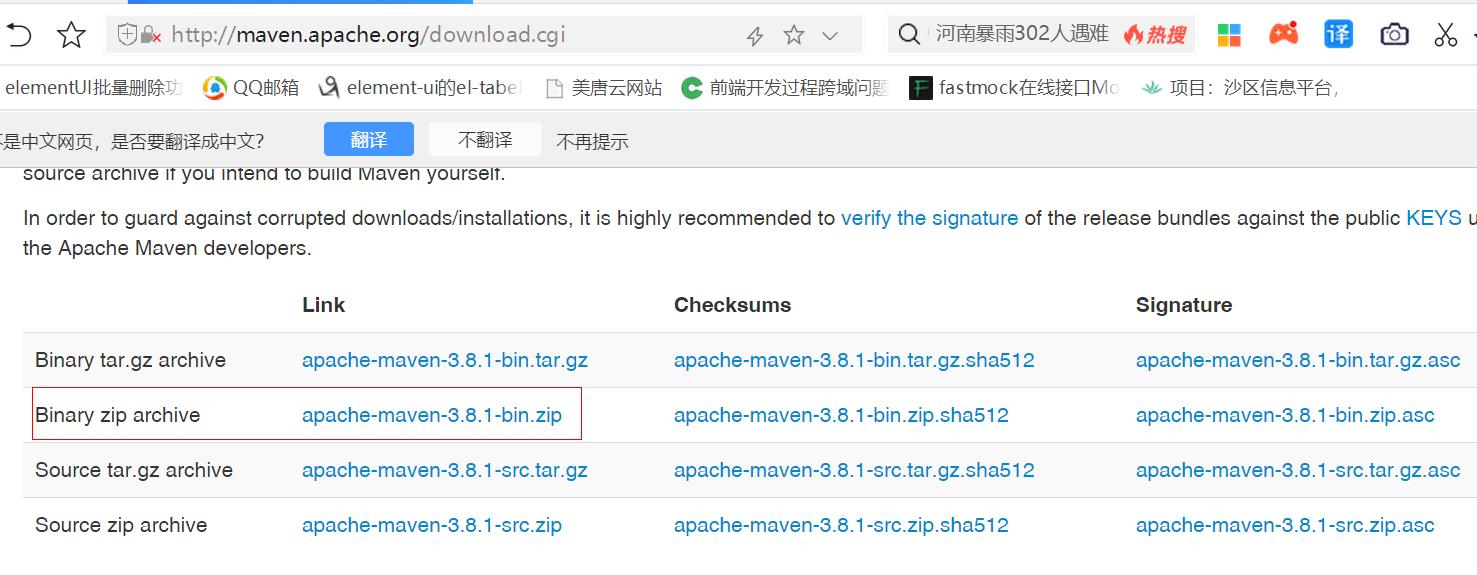 http://maven.apache.org/download.cgi 河南暴雨302人遇难 热搜 译
elementUI批量删除功 QQ邮箱 element-ui的el-tabel 美唐云网站 前端开发过程跨域问题 fastmock在线接口Mo 项目：沙区信息平台,
不是中文网页，是否要翻译成中文？ 翻译 不翻译 不再提示
source archive if you intend to build Maven yourself.
In order to guard against corrupted downloads/installations, it is highly recommended to verify the signature of the release bundles against the public KEYS u
the Apache Maven developers.
Link Checksums Signature
Binary tar.gz archive apache-maven-3.8.1-bin.tar.gz apache-maven-3.8.1-bin.tar.gz.sha512 apache-maven-3.8.1-bin.tar.gz.asc
Binary zip archive apache-maven-3.8.1-bin.zip apache-maven-3.8.1-bin.zip.sha512 apache-maven-3.8.1-bin.zip.asc
Source tar.gz archive apache-maven-3.8.1-src.tar.gz apache-maven-3.8.1-src.tar.gz.sha512 apache-maven-3.8.1-src.tar.gz.asc
Source zip archive apache-maven-3.8.1-src.zip apache-maven-3.8.1-src.zip.sha512 apache-maven-3.8.1-src.zip.asc